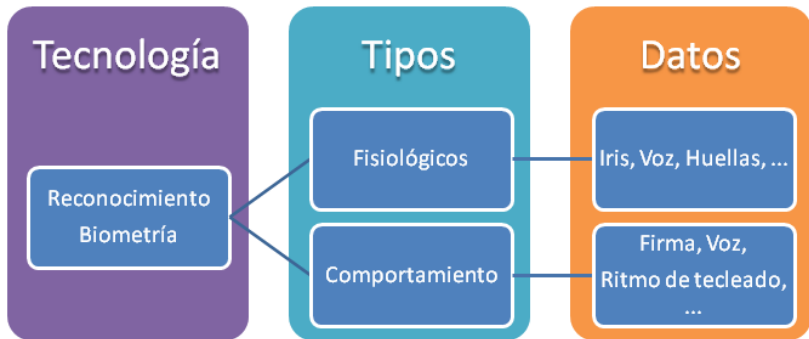 Tecnología
Tipos
Datos
Reconocimiento
Biometría
Fisiológicos
Iris, Voz, Huellas, ...
Comportamiento
Firma, Voz,
Ritmo de tecleado,
...